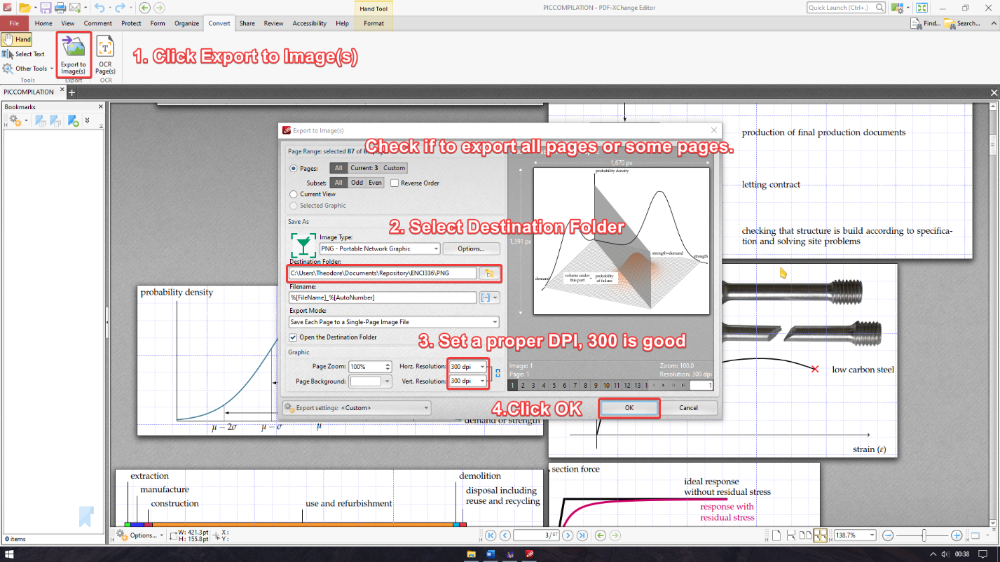 PICCOMPILATION - PDF-XChange Editor
Hand Tool
Quick Launch (Ctrl+.)
File
Home
View
Comment
Protect
Form
Organize
Convert
Share
Review
Accessibility
Help
Format
Find...
Search...
Hand
Select Text
Other Tools
Tools
Export to
Image(s)
Export
OCR
Page(s)
OCR
1. Click Export to Image(s)
PICCOMPILATION
Bookmarks
Export to Image(s)
Check if to export all pages or some pages.
Page Range: selected 87 of
Pages:
All
Current: 3
Custom
Subset:
All
Odd
Even
Reverse Order
Current View
Selected Graphic
Save As
2. Select Destination Folder
Image Type:
PNG - Portable Network Graphic
Options...
Destination Folder:
C:\Users\Theodore\Documents\Repository\ENCI336\PNG
Filename:
%[FileName]_%[AutoNumber]
Export Mode:
Save Each Page to a Single-Page Image File
Open the Destination Folder
3. Set a proper DPI, 300 is good
Graphic
Page Zoom:
100%
Horz. Resolution:
300 dpi
Page Background:
Vert. Resolution:
300 dpi
Export settings: <Custom>
4.Click OK
OK
Cancel
1,670 px
1,391 px
probability density
strength=demand
strength
demand
volume under
this part
=
probability
of failure
Image: 1
Page: 1
Zoom: 100.0
Resolution: 300 dpi
1 2 3 4 5 6 7 8 9 10 11 12 13 1
1
production of final production documents
letting contract
checking that structure is build according to specifica-
tion and solving site problems
probability density
μ − 2σ
μ − σ
μ
demand or strength
low carbon steel
strain (ε)
extraction
manufacture
construction
use and refurbishment
demolition
disposal including
reuse and recycling
section force
ideal response
without residual stress
response with
residual stress
0 items
Options...
W: 421.3pt
H: 155.8pt
X:
Y:
3 / 87
138.7%
00:38